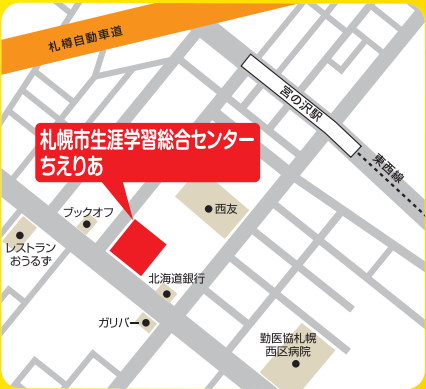 札樽自動車道
宮の沢駅
東西線
札幌市生涯学習総合センター
ちえりあ
西友
ブックオフ
レストラン
おうるず
北海道銀行
ガリバー
勤医協札幌
西区病院